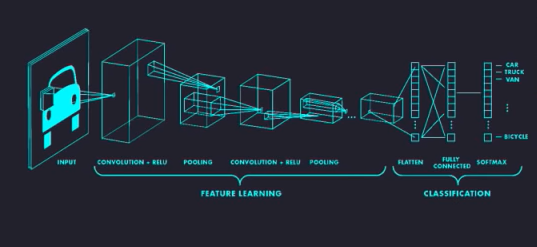 CAR
TRUCK
VAN
BICYCLE
INPUT
CONVOLUTION + RELU
POOLING
CONVOLUTION + RELU
POOLING
FLATTEN
FULLY
CONNECTED
SOFTMAX
FEATURE LEARNING
CLASSIFICATION